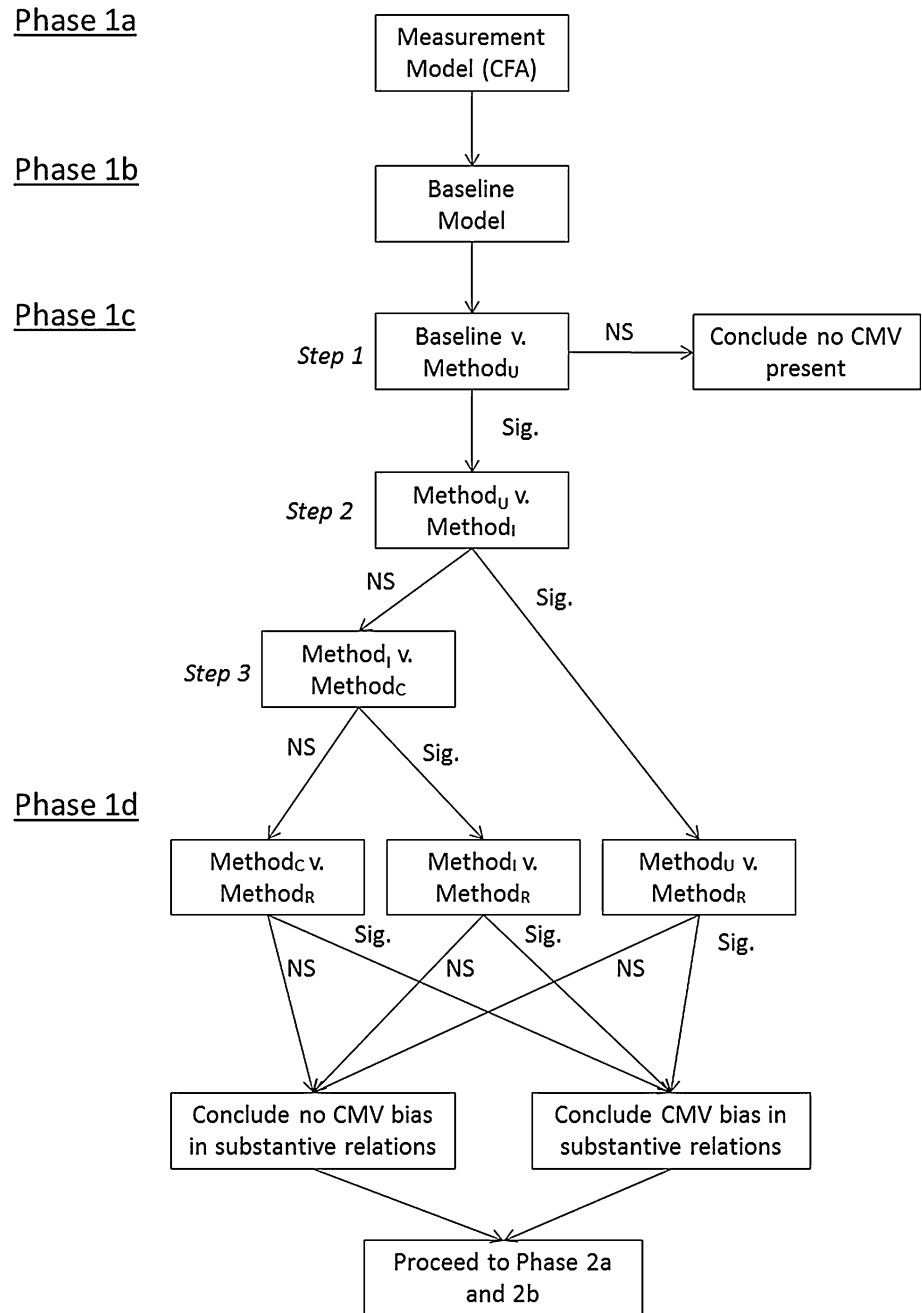 Phase 1a
Measurement
Model (CFA)
Phase 1b
Baseline
Model
Phase 1c
Step 1
Baseline v.
MethodU
NS
Conclude no CMV
present
Sig.
Step 2
MethodU v.
MethodI
NS
Sig.
Step 3
MethodI v.
MethodC
NS
Sig.
Phase 1d
MethodC v.
MethodR
MethodI v.
MethodR
MethodU v.
MethodR
NS
Sig.
NS
Sig.
NS
Sig.
Conclude no CMV bias
in substantive relations
Conclude CMV bias in
substantive relations
Proceed to Phase 2a
and 2b